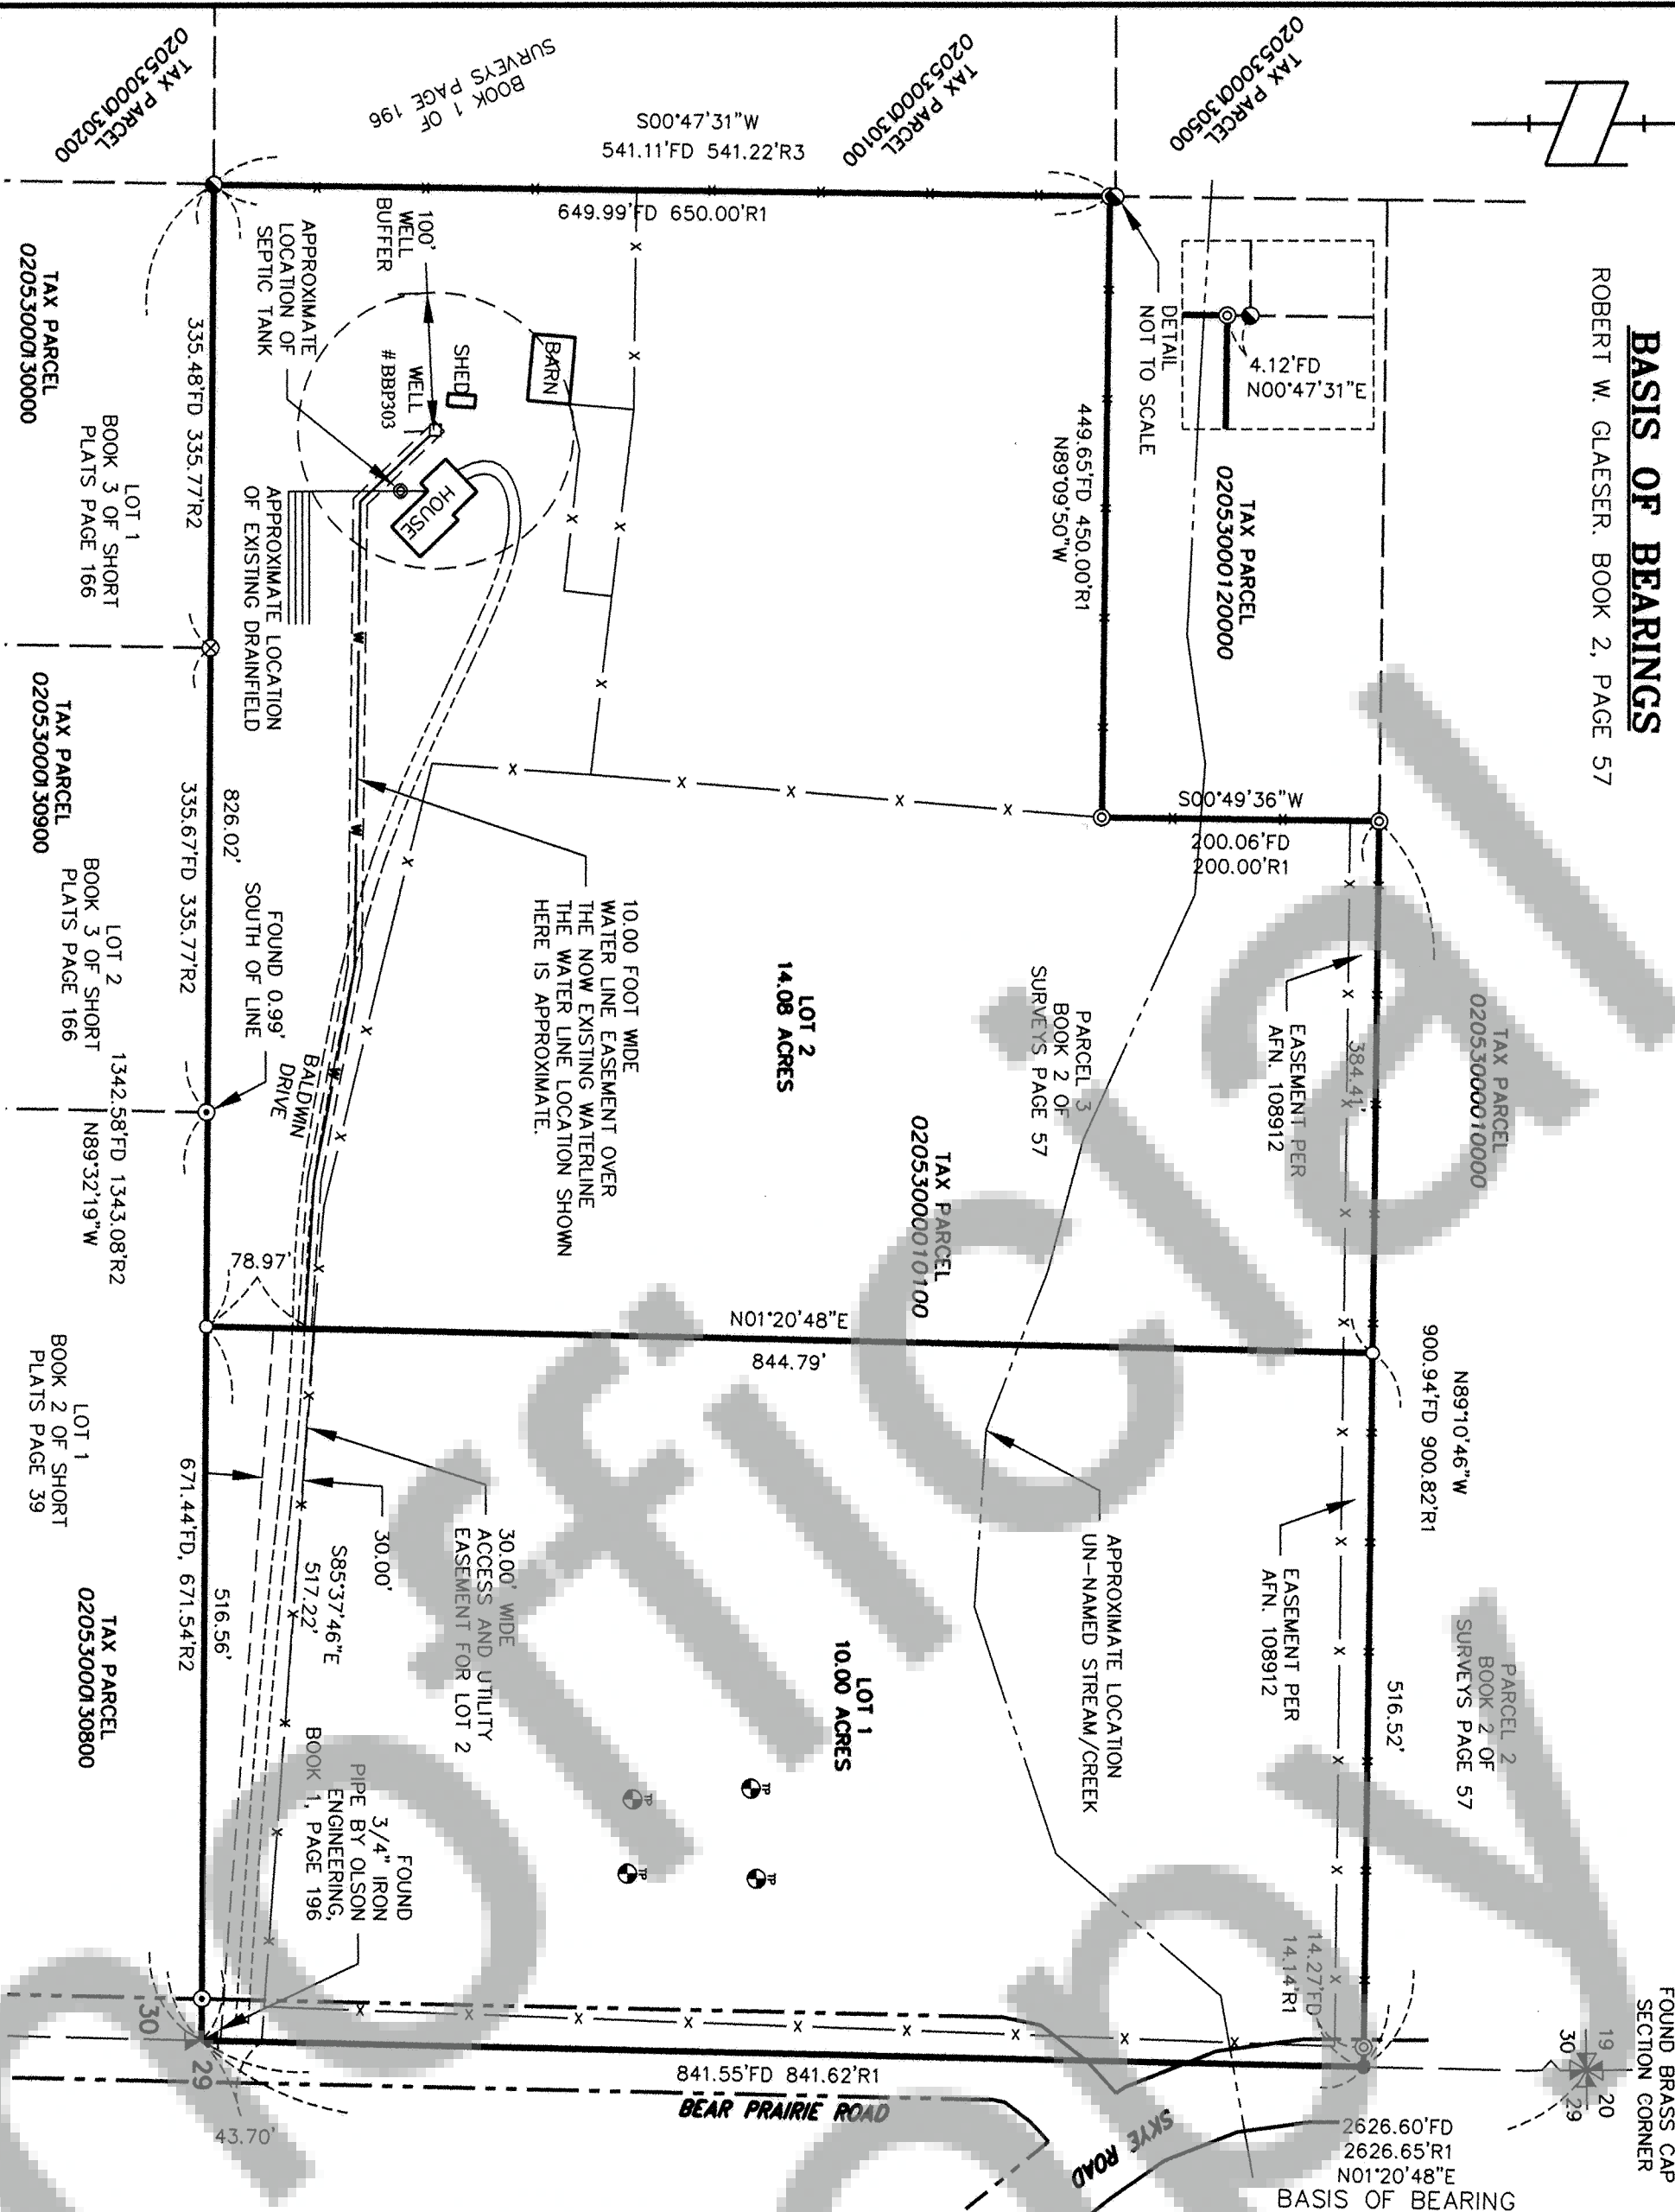 BASIS OF BEARINGS
ROBERT W. GLAESER. BOOK 2, PAGE 57
TAX PARCEL
02053000130500
TAX PARCEL
02053000130100
S00°47'31"W
541.11'FD 541.22'R3
649.99'FD 650.00'R1
BOOK 1 OF
SURVEYS PAGE 196
TAX PARCEL
02053000130200
4.12'FD
N00°47'31"E
DETAIL
NOT TO SCALE
449.65'FD 450.00'R1
N89°09'50"W
TAX PARCEL
02053000120000
S00°49'36"W
200.06'FD
200.00'R1
100'
WELL
BUFFER
APPROXIMATE
LOCATION OF
SEPTIC TANK
BARN
SHED
WELL
#BBP303
HOUSE
APPROXIMATE LOCATION
OF EXISTING DRAINFIELD
TAX PARCEL
02053000130000
335.48'FD 335.77'R2
LOT 1
BOOK 3 OF SHORT
PLATS PAGE 166
TAX PARCEL
02053000130900
826.02'
335.67'FD 335.77'R2
LOT 2
BOOK 3 OF SHORT
PLATS PAGE 166
FOUND 0.99'
SOUTH OF LINE
1342.58'FD 1343.08'R2
N89°32'19"W
BALDWIN
DRIVE
10.00 FOOT WIDE
WATER LINE EASEMENT OVER
THE NOW EXISTING WATERLINE
THE WATER LINE LOCATION SHOWN
HERE IS APPROXIMATE.
LOT 2
14.08 ACRES
PARCEL 3
BOOK 2 OF
SURVEYS PAGE 57
TAX PARCEL
02053000010100
EASEMENT PER
AFN. 108912
384.41'
TAX PARCEL
02053000010000
78.97'
N01°20'48"E
844.79'
N89°10'46"W
900.94'FD 900.82'R1
LOT 1
BOOK 2 OF SHORT
PLATS PAGE 39
671.44'FD, 671.54'R2
516.56'
TAX PARCEL
02053000130800
30.00'
S85°37'46"E
517.22'
30.00' WIDE
ACCESS AND UTILITY
EASEMENT FOR LOT 2
APPROXIMATE LOCATION
UN-NAMED STREAM/CREEK
EASEMENT PER
AFN. 108912
516.52'
PARCEL 2
BOOK 2 OF
SURVEYS PAGE 57
LOT 1
10.00 ACRES
TP
TP
TP
TP
FOUND
3/4" IRON
PIPE BY OLSON
ENGINEERING,
BOOK 1, PAGE 196
14.27'FD
14.14'R1
30
29
43.70'
841.55'FD 841.62'R1
BEAR PRAIRIE ROAD
SKYE ROAD
FOUND BRASS CAP
SECTION CORNER
19
20
30
29
2626.60'FD
2626.65'R1
N01°20'48"E
BASIS OF BEARING
Official
Copy